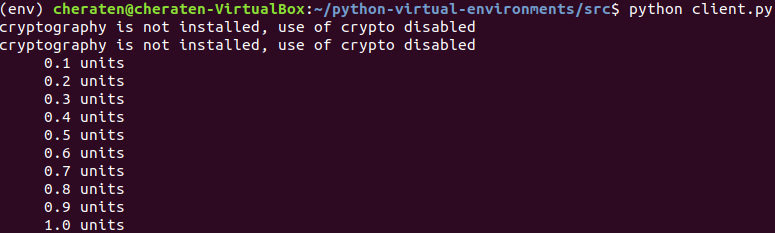 (env) cheraten@cheraten-VirtualBox:~/python-virtual-environments/src$ python client.py
cryptography is not installed, use of crypto disabled
cryptography is not installed, use of crypto disabled
0.1 units
0.2 units
0.3 units
0.4 units
0.5 units
0.6 units
0.7 units
0.8 units
0.9 units
1.0 units